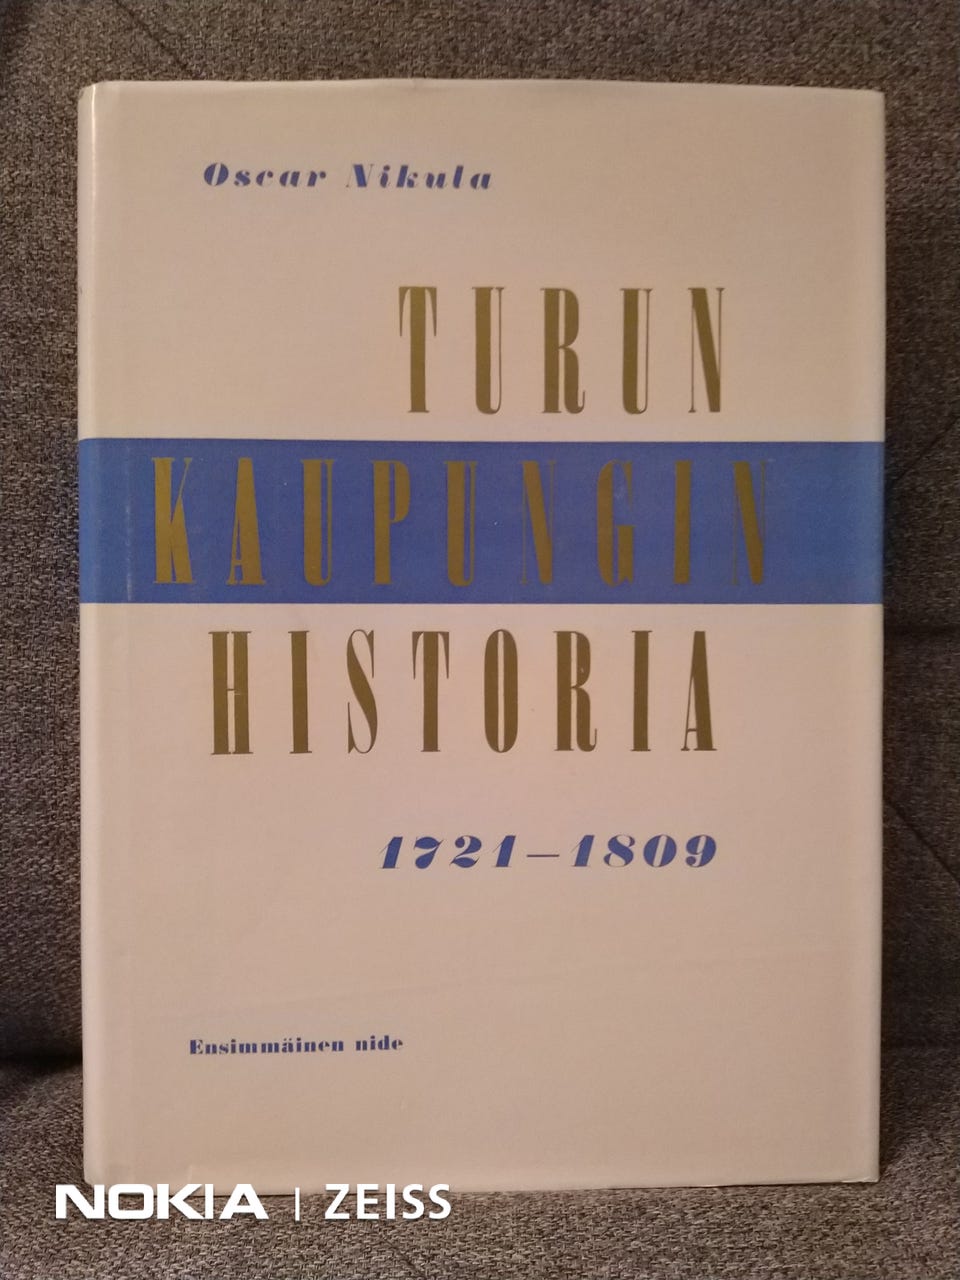 Oscar Nikula
TURUN
KAUPUNGIN
HISTORIA
1721–1809
Ensimmäinen nide
NOKIA | ZEISS